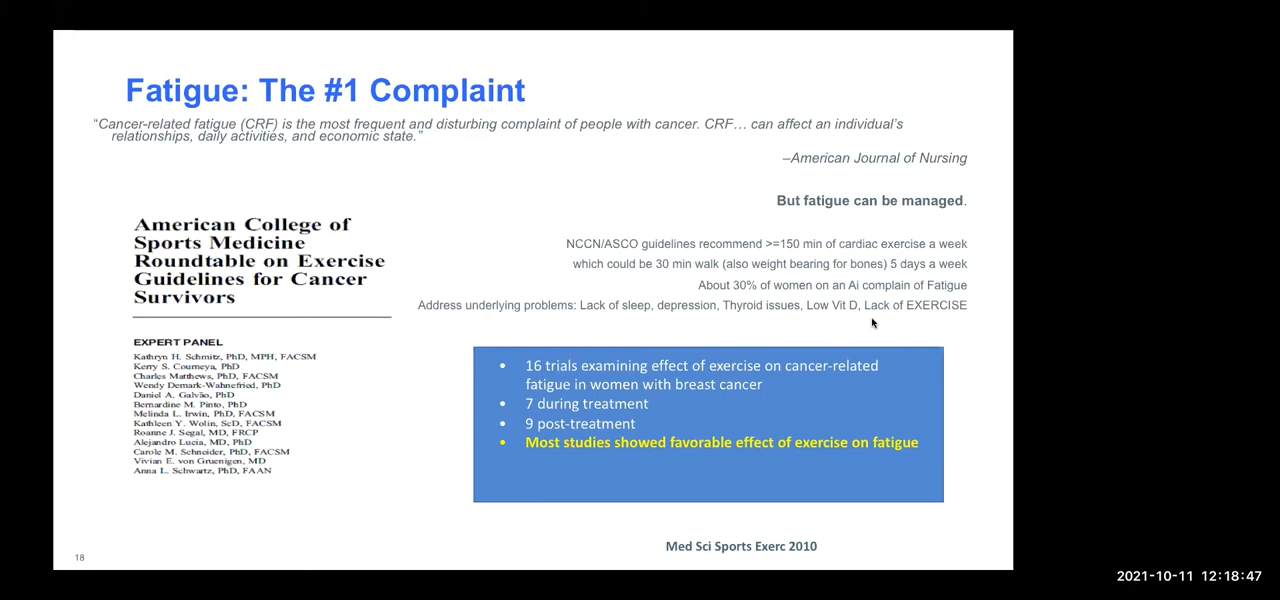 Fatigue: The #1 Complaint
“Cancer-related fatigue (CRF) is the most frequent and disturbing complaint of people with cancer. CRF… can affect an individual’s
relationships, daily activities, and economic state.”
–American Journal of Nursing
But fatigue can be managed.
American College of
Sports Medicine
Roundtable on Exercise
Guidelines for Cancer
Survivors
NCCN/ASCO guidelines recommend >=150 min of cardiac exercise a week
which could be 30 min walk (also weight bearing for bones) 5 days a week
About 30% of women on an Ai complain of Fatigue
Address underlying problems: Lack of sleep, depression, Thyroid issues, Low Vit D, Lack of EXERCISE
EXPERT PANEL
Kathryn H. Schmitz, PhD, MPH, FACSM
Kerry S. Courneya, PhD
Charles Matthews, PhD, FACSM
Wendy Demark-Wahnefried, PhD
Daniel A. Galvão, PhD
Bernardine M. Pinto, PhD
Melinda L. Irwin, PhD, FACSM
Kathleen Y. Wolin, ScD, FACSM
Roanne J. Segal, MD, FRCP
Alejandro Lucia, MD, PhD
Carole M. Schneider, PhD, FACSM
Vivian E. von Gruenigen, MD
Anna L. Schwartz, PhD, FAAN
• 16 trials examining effect of exercise on cancer-related
fatigue in women with breast cancer
• 7 during treatment
• 9 post-treatment
• Most studies showed favorable effect of exercise on fatigue
Med Sci Sports Exerc 2010
18
2021-10-11 12:18:47